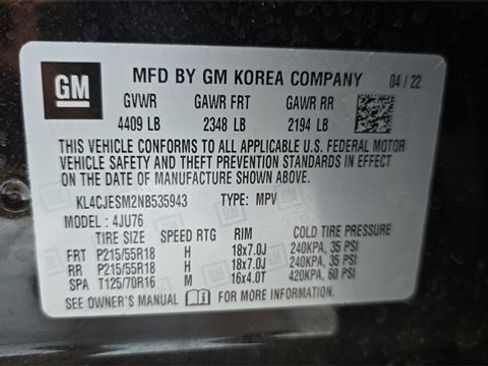 GM MFD BY GM KOREA COMPANY 04/22
GVWR GAWR FRT GAWR RR
4409 LB 2348 LB 2194 LB
THIS VEHICLE CONFORMS TO ALL APPLICABLE U.S. FEDERAL MOTOR
VEHICLE SAFETY AND THEFT PREVENTION STANDARDS IN EFFECT
ON THE DATE OF MANUFACTURE SHOWN ABOVE.
KL4CJESM2NB535943 TYPE: MPV
MODEL: 4JU76
TIRE SIZE SPEED RTG RIM COLD TIRE PRESSURE
FRT P215/55R18 H 18x7.0J 240KPA, 35 PSI
RR P215/55R18 H 18x7.0J 240KPA, 35 PSI
SPA T125/70R16 M 16x4.0T 420KPA, 60 PSI
SEE OWNER'S MANUAL FOR MORE INFORMATION.